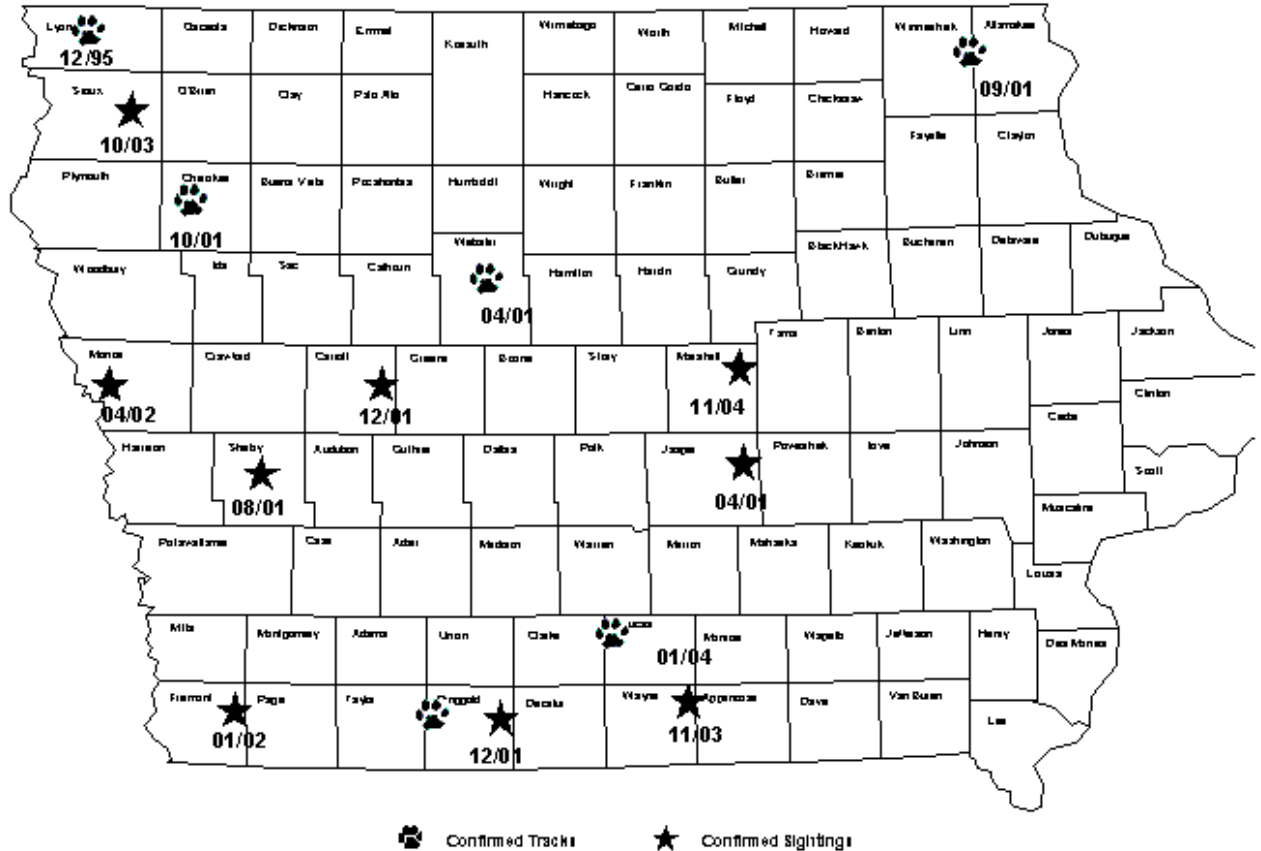 Lyon Osceola Dickinson Emmet Kossuth Winnebago Worth Mitchell Howard Winneshiek Allamakee
12/95 09/01
Sioux O'Brien Clay Palo Alto Hancock Cerro Gordo Floyd Chickasaw
10/03 Fayette Clayton
Plymouth Cherokee Buena Vista Pocahontas Humboldt Wright Franklin Butler Bremer
10/01 Webster Black Hawk Buchanan Delaware Dubuque
Woodbury Ida Sac Calhoun Hamilton Hardin Grundy
04/01
Tama Benton Linn Jones Jackson
Crawford Carroll Greene Boone Story Marshall
04/02 12/01 11/04 Clinton
Cedar
Harrison Shelby Audubon Guthrie Dallas Polk Jasper Poweshiek Iowa Johnson
Scott
08/01 04/01
Muscatine
Cass Adair Madison Warren Marion Mahaska Keokuk Washington
Louisa
Mills Montgomery Adams Union Clarke Monroe Wapello Jefferson Henry Des Moines
01/04
Fremont Page Taylor Ringgold Decatur Wayne Appanoose Davis Van Buren
Lee
01/02 12/01 11/03
Confirmed Tracks Confirmed Sightings